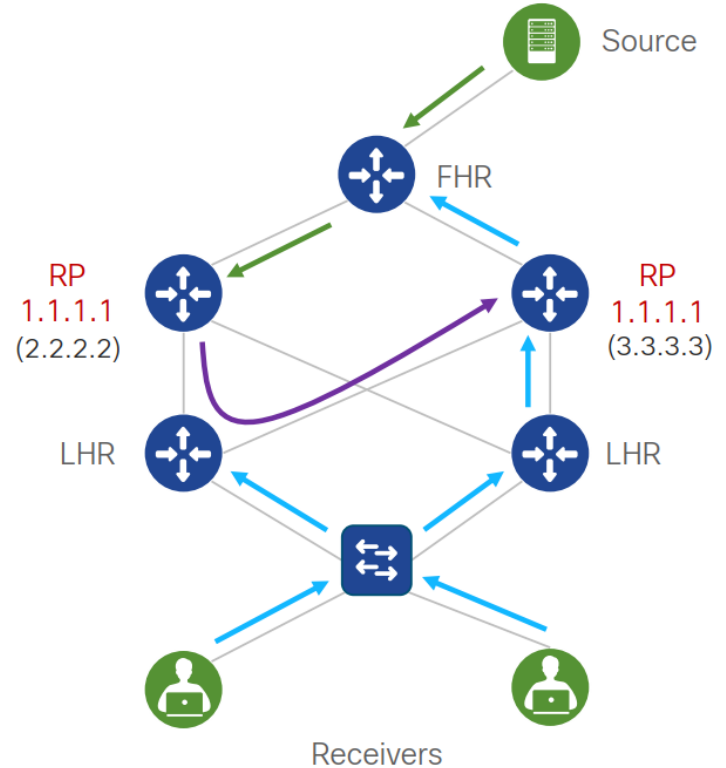 Source
FHR
RP
1.1.1.1
(2.2.2.2)
RP
1.1.1.1
(3.3.3.3)
LHR
LHR
Receivers